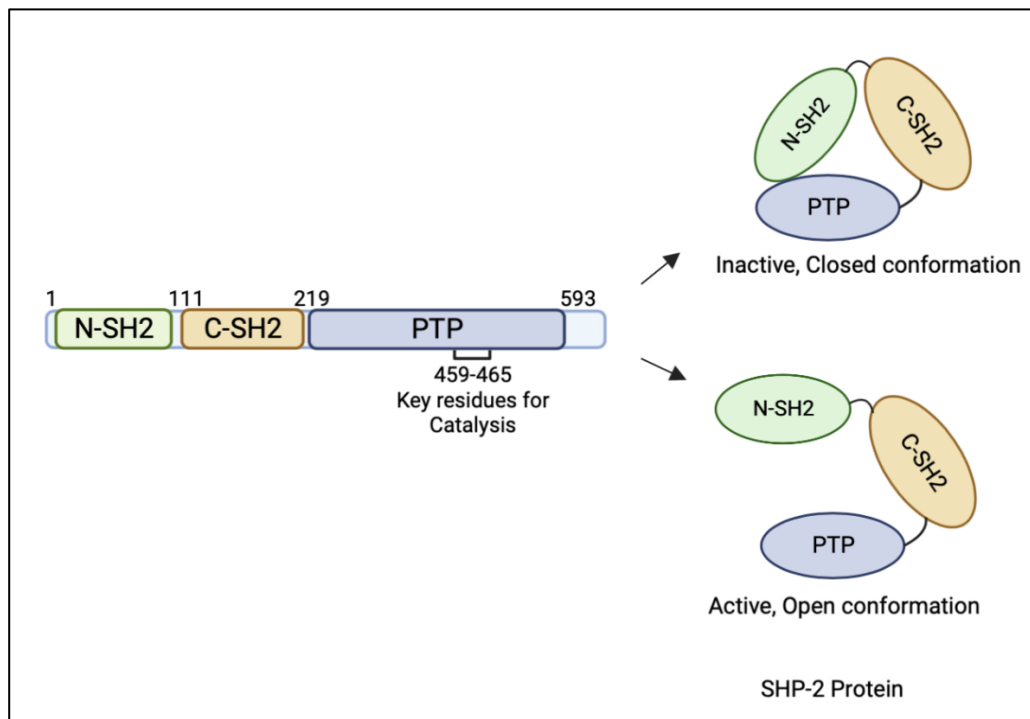 1 111 219 593
N-SH2 C-SH2 PTP
459-465
Key residues for
Catalysis
N-SH2
C-SH2
PTP
Inactive, Closed conformation
N-SH2
C-SH2
PTP
Active, Open conformation
SHP-2 Protein